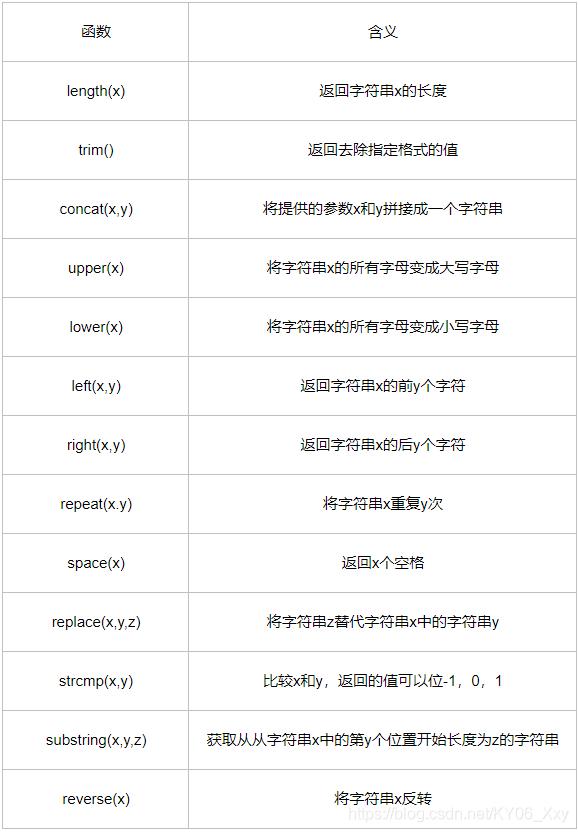 函数 含义
length(x) 返回字符串x的长度
trim() 返回去除指定格式的值
concat(x,y) 将提供的参数x和y拼接成一个字符串
upper(x) 将字符串x的所有字母变成大写字母
lower(x) 将字符串x的所有字母变成小写字母
left(x,y) 返回字符串x的前y个字符
right(x,y) 返回字符串x的后y个字符
repeat(x.y) 将字符串x重复y次
space(x) 返回x个空格
replace(x,y,z) 将字符串z替代字符串x中的字符串y
strcmp(x,y) 比较x和y，返回的值可以位-1，0，1
substring(x,y,z) 获取从从字符串x中的第y个位置开始长度为z的字符串
reverse(x) 将字符串x反转
https://blog.csdn.net/KY06_Xxy